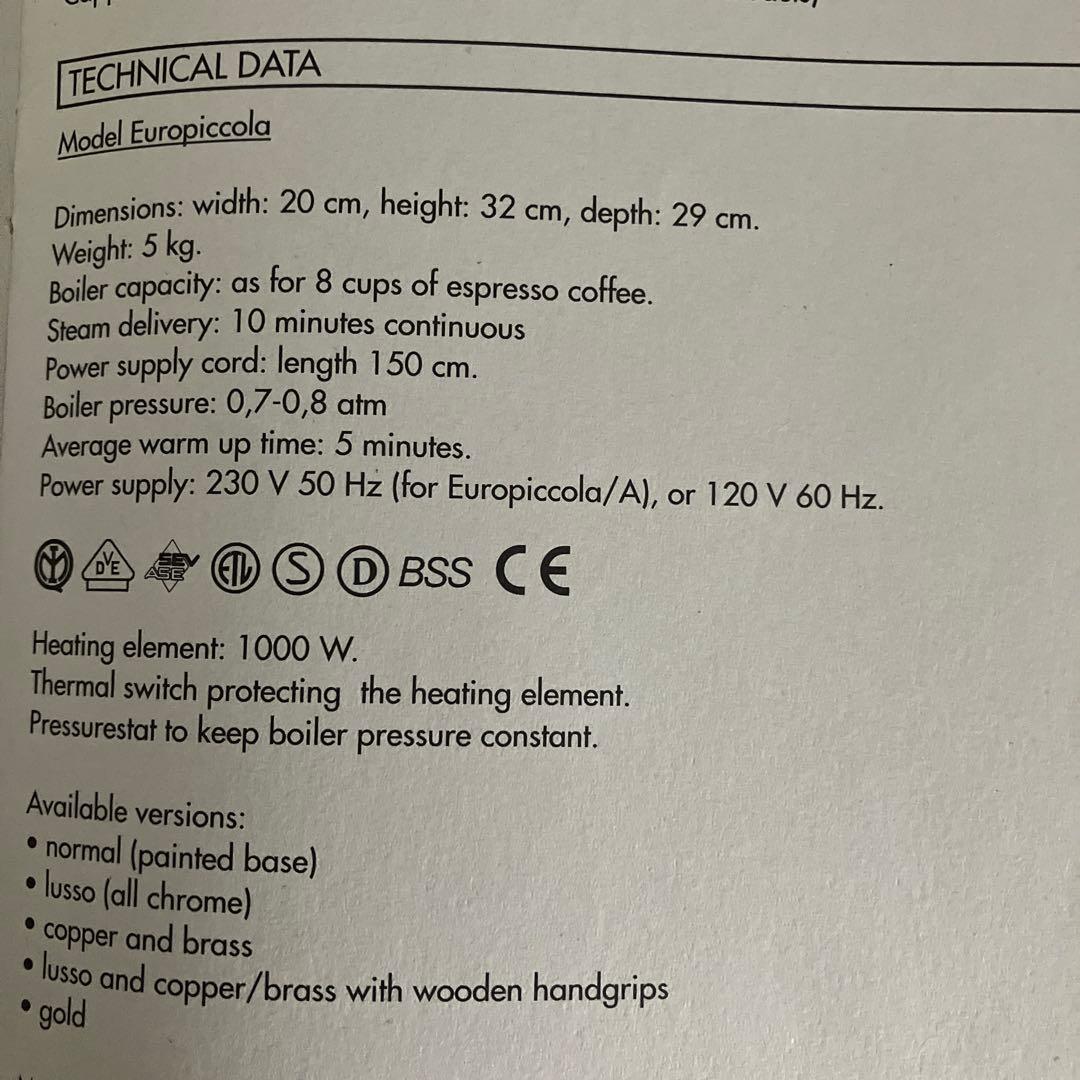 TECHNICAL DATA
Model Europiccola
Dimensions: width: 20 cm, height: 32 cm, depth: 29 cm.
Weight: 5 kg.
Boiler capacity: as for 8 cups of espresso coffee.
Steam delivery: 10 minutes continuous
Power supply cord: length 150 cm.
Boiler pressure: 0,7-0,8 atm
Average warm up time: 5 minutes.
Power supply: 230 V 50 Hz (for Europiccola/A), or 120 V 60 Hz.
DVE SEV ASE ETL S D BSS CE
Heating element: 1000 W.
Thermal switch protecting the heating element.
Pressurestat to keep boiler pressure constant.
Available versions:
• normal (painted base)
• lusso (all chrome)
• copper and brass
• lusso and copper/brass with wooden handgrips
• gold